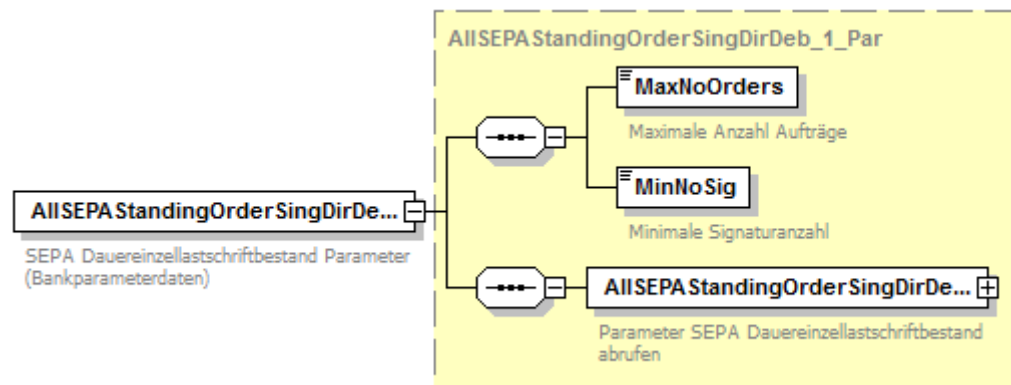 AllSEPAStandingOrderSingDirDeb_1_Par
MaxNoOrders
Maximale Anzahl Aufträge
MinNoSig
Minimale Signaturanzahl
AllSEPAStandingOrderSingDirDe...
SEPA Dauereinzellastschriftbestand Parameter
(Bankparameterdaten)
AllSEPAStandingOrderSingDirDe...
Parameter SEPA Dauereinzellastschriftbestand
abrufen